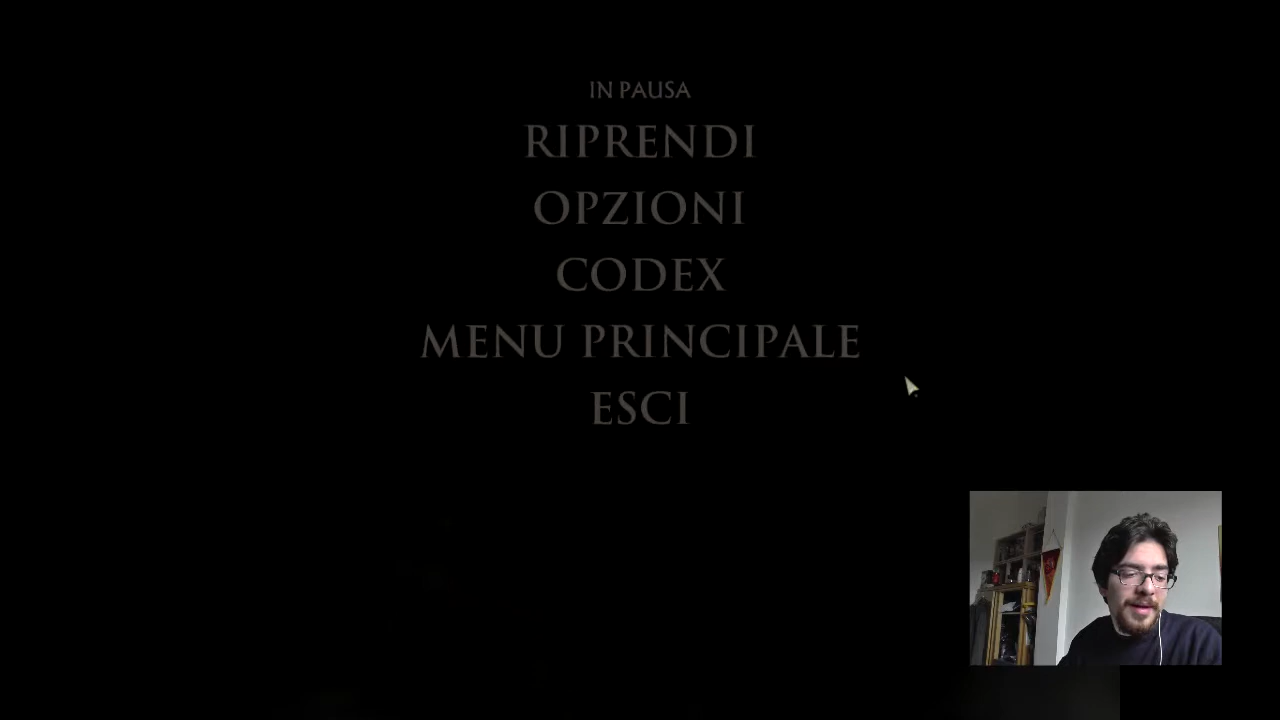 IN PAUSA
RIPRENDI
OPZIONI
CODEX
MENU PRINCIPALE
ESCI